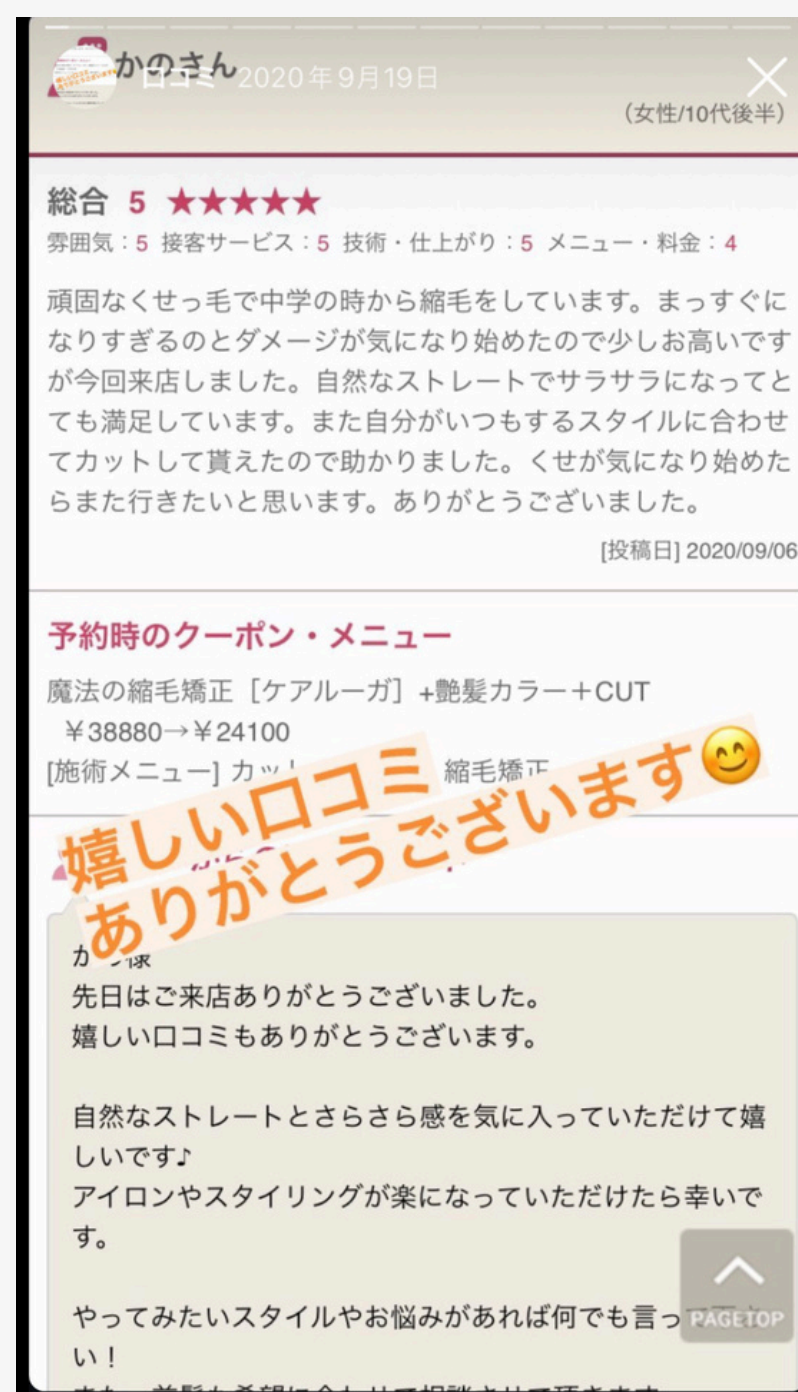 かのさん
口コミ 2020年9月19日
（女性/10代後半）
総合 5 ★★★★★
雰囲気：5 接客サービス：5 技術・仕上がり：5 メニュー・料金：4
頑固なくせっ毛で中学の時から縮毛をしています。まっすぐに
なりすぎるのとダメージが気になり始めたので少しお高いです
が今回来店しました。自然なストレートでサラサラになってと
ても満足しています。また自分がいつもするスタイルに合わせ
てカットして貰えたので助かりました。くせが気になり始めた
らまた行きたいと思います。ありがとうございました。
[投稿日] 2020/09/06
予約時のクーポン・メニュー
魔法の縮毛矯正［ケアルーガ］+艶髪カラー＋CUT
￥38880→￥24100
[施術メニュー] カッ 縮毛矯正
嬉しい口コミ
ありがとうございます😊
か 様
先日はご来店ありがとうございました。
嬉しい口コミもありがとうございます。
自然なストレートとさらさら感を気に入っていただけて嬉
しいです♪
アイロンやスタイリングが楽になっていただけたら幸いで
す。
やってみたいスタイルやお悩みがあれば何でも言っ
い！
PAGETOP